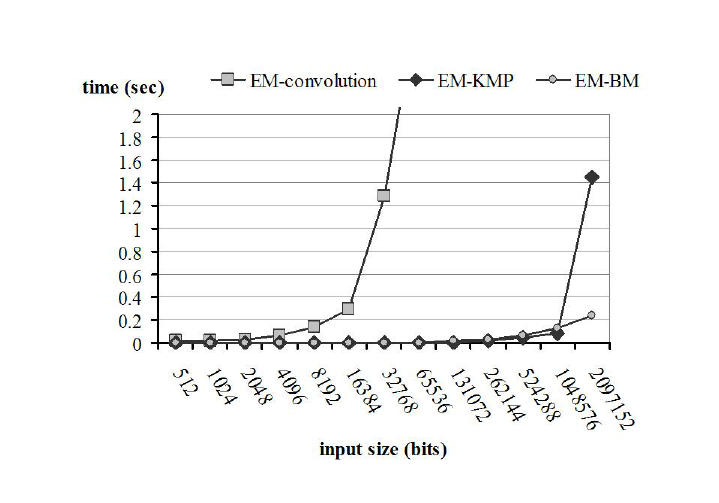 time (sec)
EM-convolution EM-KMP EM-BM
2
1.8
1.6
1.4
1.2
1
0.8
0.6
0.4
0.2
0
512 1024 2048 4096 8192 16384 32768 65536 131072 262144 524288 1048576 2097152
input size (bits)